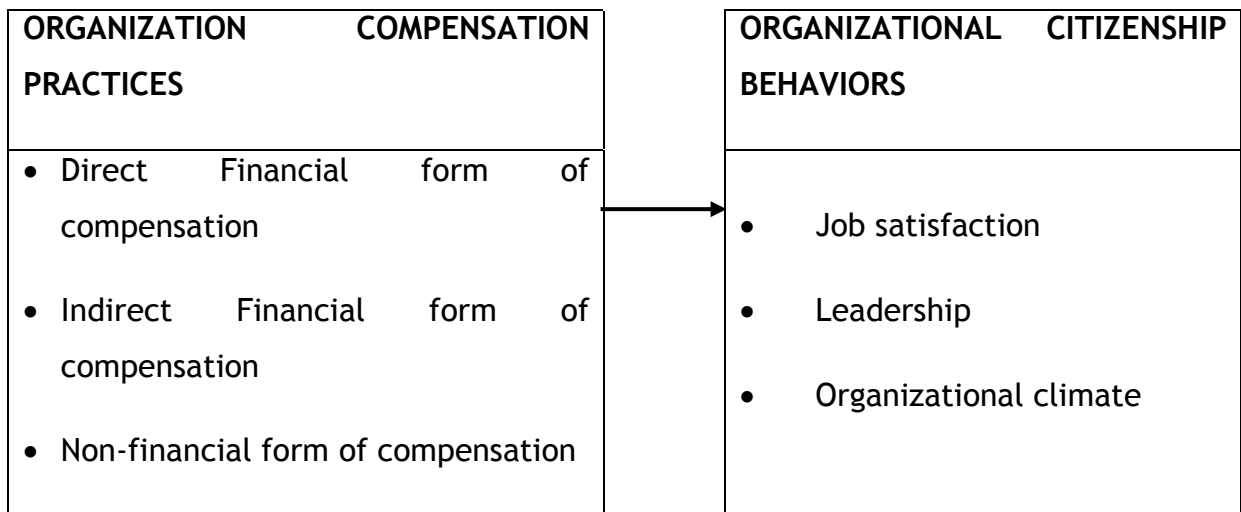 ORGANIZATION COMPENSATION
PRACTICES
• Direct Financial form of
compensation
• Indirect Financial form of
compensation
• Non-financial form of compensation
ORGANIZATIONAL CITIZENSHIP
BEHAVIORS
• Job satisfaction
• Leadership
• Organizational climate